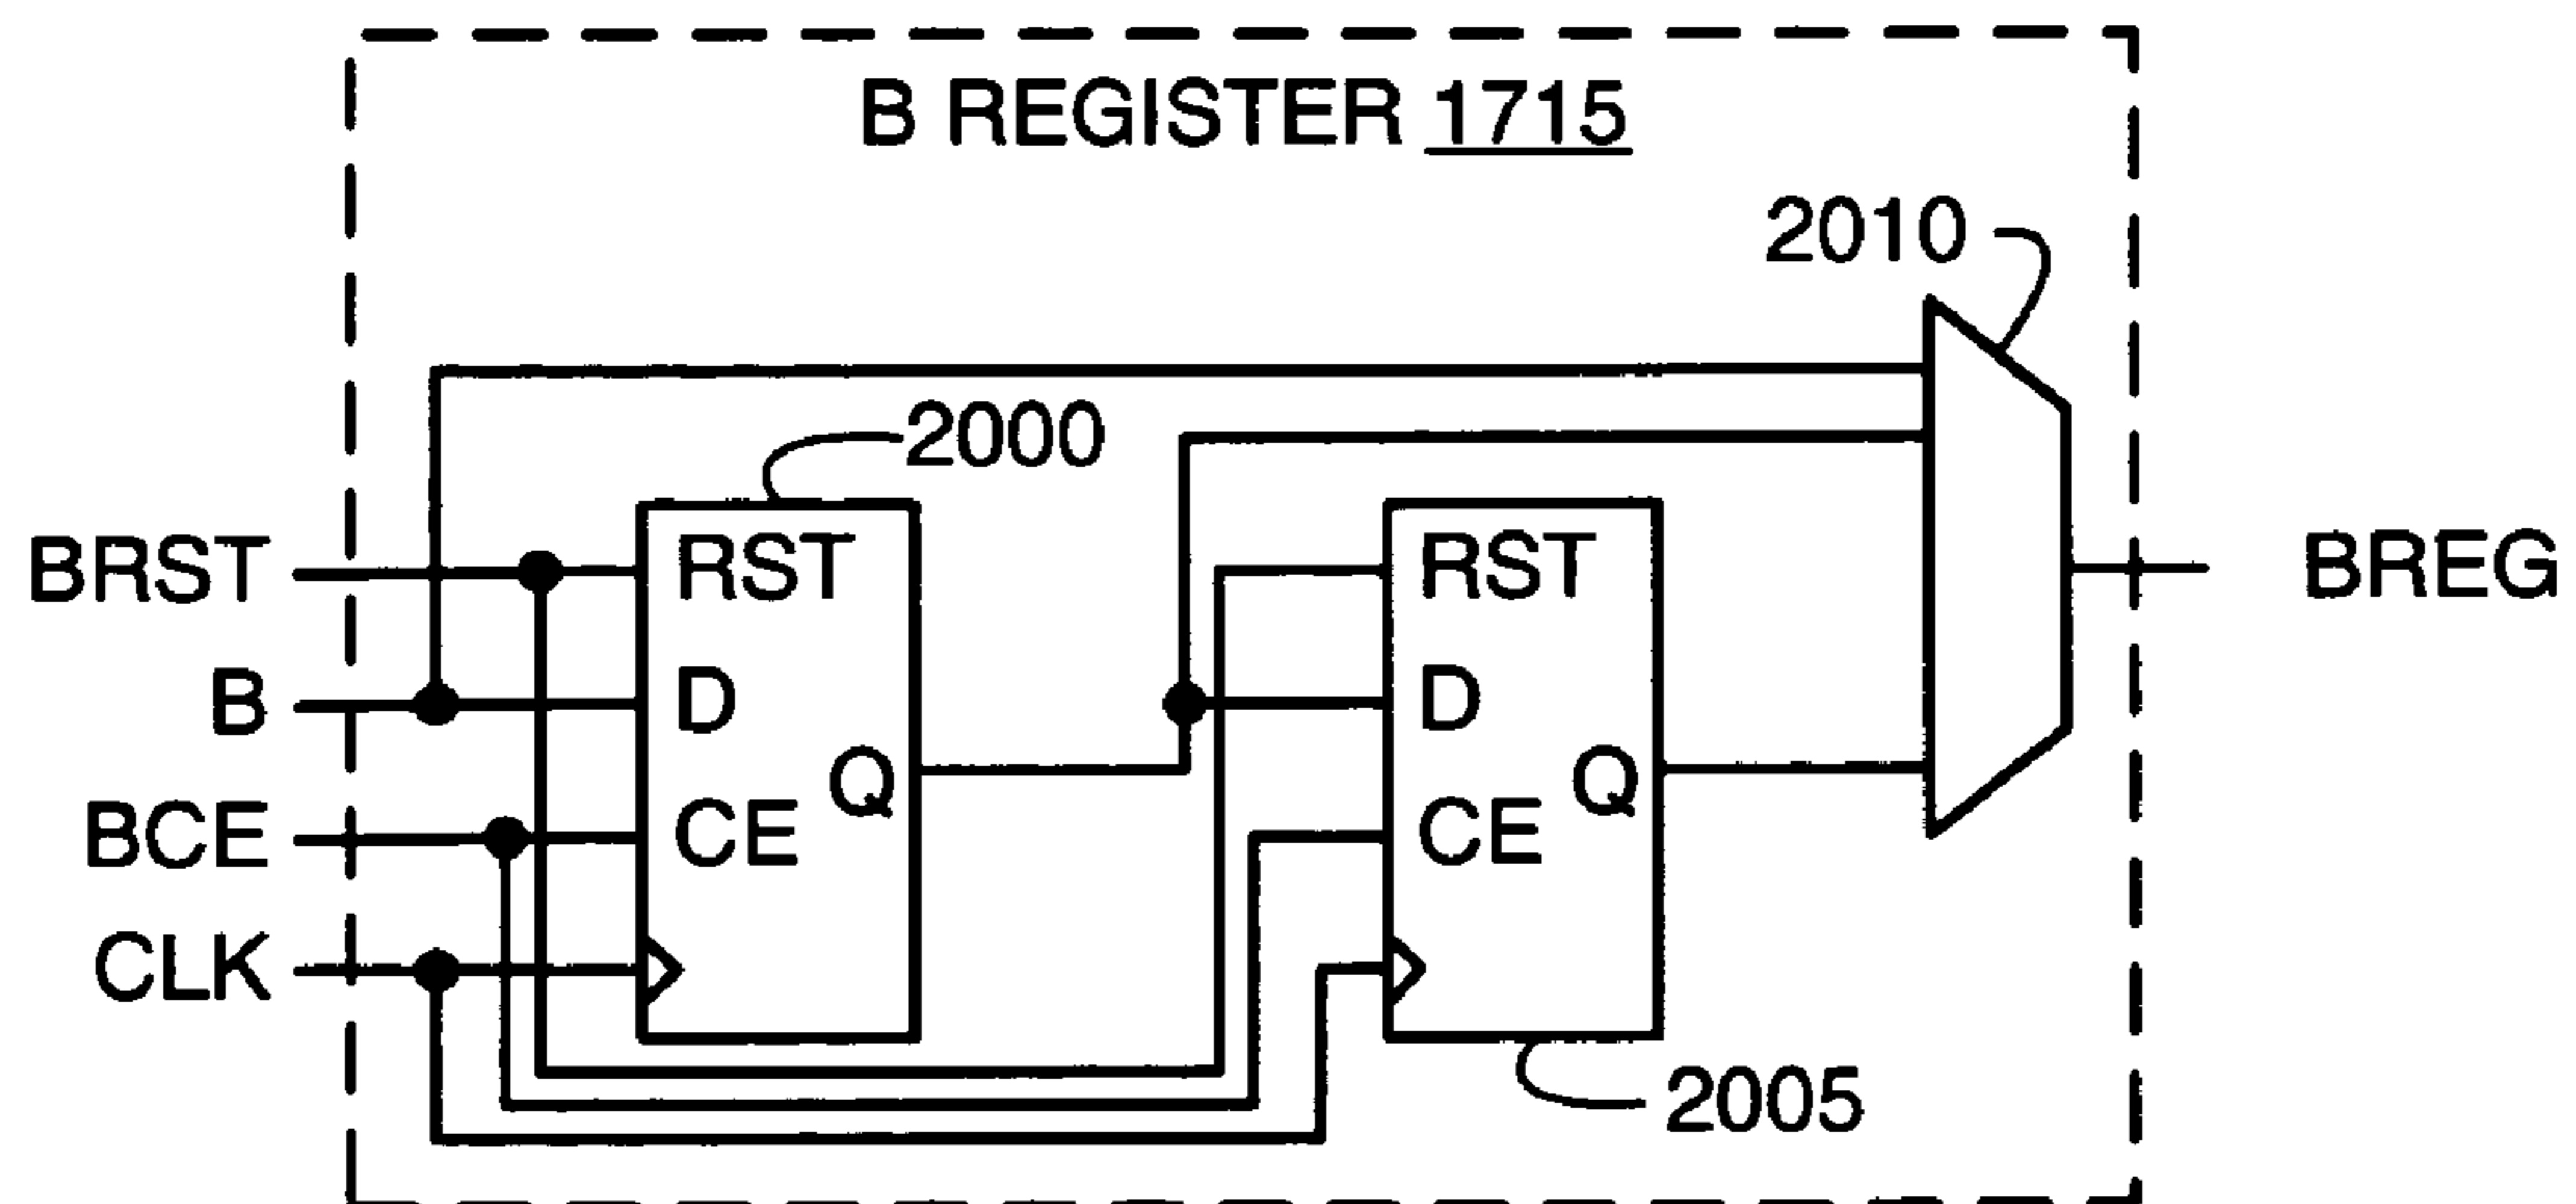 B REGISTER 1715
2010
2000
BRST
RST
RST
BREG
B
D
D
Q
Q
BCE
CE
CE
CLK
2005